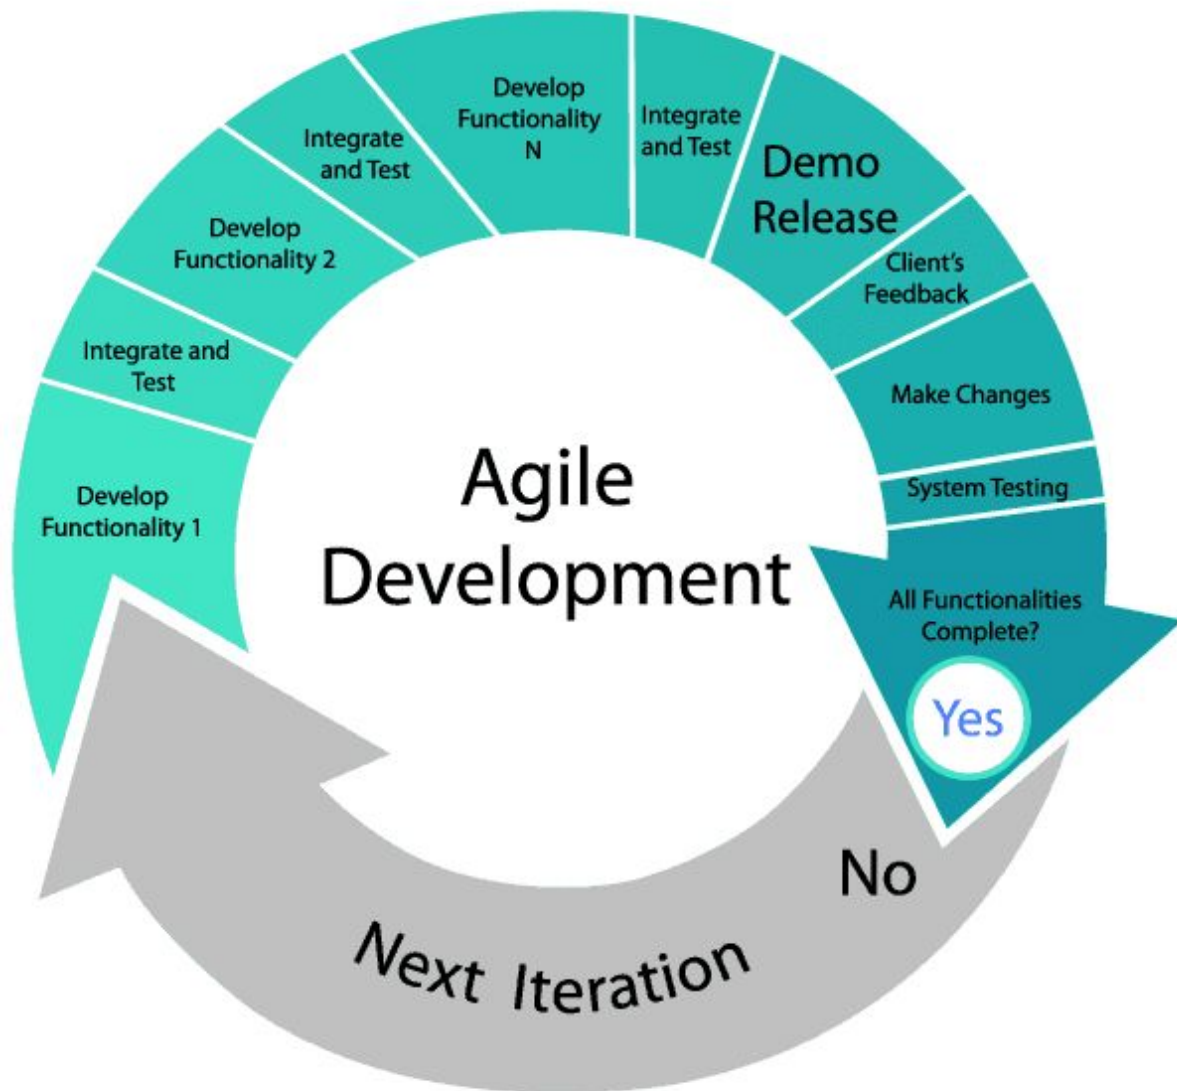 Develop
Functionality 1
Integrate and
Test
Develop
Functionality 2
Integrate
and Test
Develop
Functionality
N
Integrate
and Test
Demo
Release
Client's
Feedback
Make Changes
System Testing
All Functionalities
Complete?
Yes
No
Next Iteration
Agile
Development